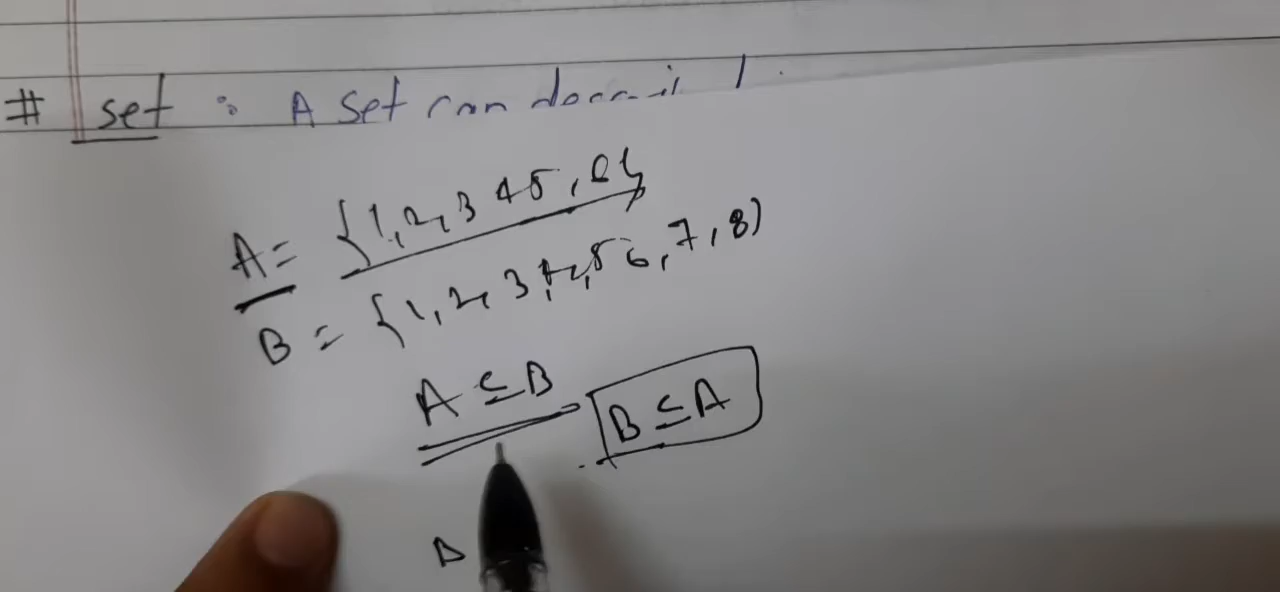 # set : A set can
A = {1, 2, 3 4 5, 6}
B = {1, 2, 3, 4, 5 6, 7, 8}
A ⊆ B B ⊆ A